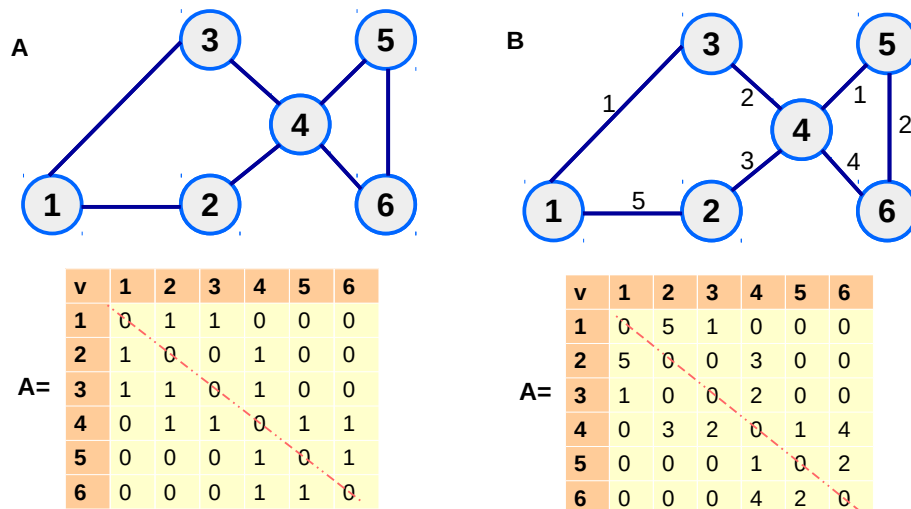 A
3
5
4
1
2
6
B
3
5
1
2
1
2
4
3
4
1
5
2
6
A=
v 1 2 3 4 5 6
1 0 1 1 0 0 0
2 1 0 0 1 0 0
3 1 1 0 1 0 0
4 0 1 1 0 1 1
5 0 0 0 1 0 1
6 0 0 0 1 1 0
A=
v 1 2 3 4 5 6
1 0 5 1 0 0 0
2 5 0 0 3 0 0
3 1 0 0 2 0 0
4 0 3 2 0 1 4
5 0 0 0 1 0 2
6 0 0 0 4 2 0